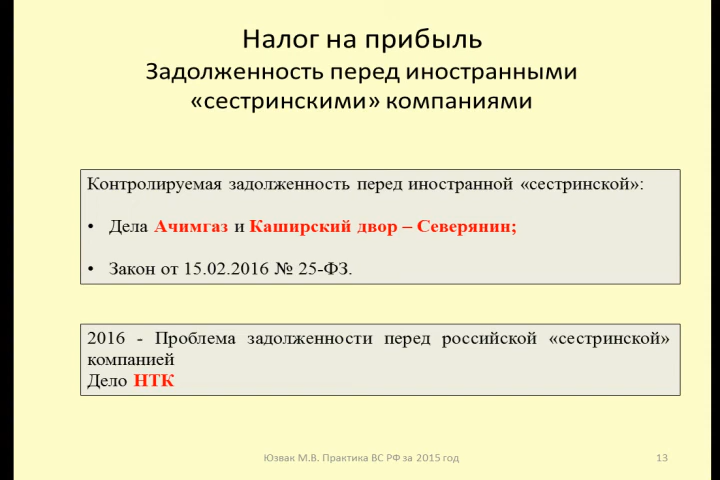 Налог на прибыль
Задолженность перед иностранными
«сестринскими» компаниями
Контролируемая задолженность перед иностранной «сестринской»:
• Дела Ачимгаз и Каширский двор – Северянин;
• Закон от 15.02.2016 № 25-ФЗ.
2016 - Проблема задолженности перед российской «сестринской»
компанией
Дело НТК
Юзвак М.В. Практика ВС РФ за 2015 год
13